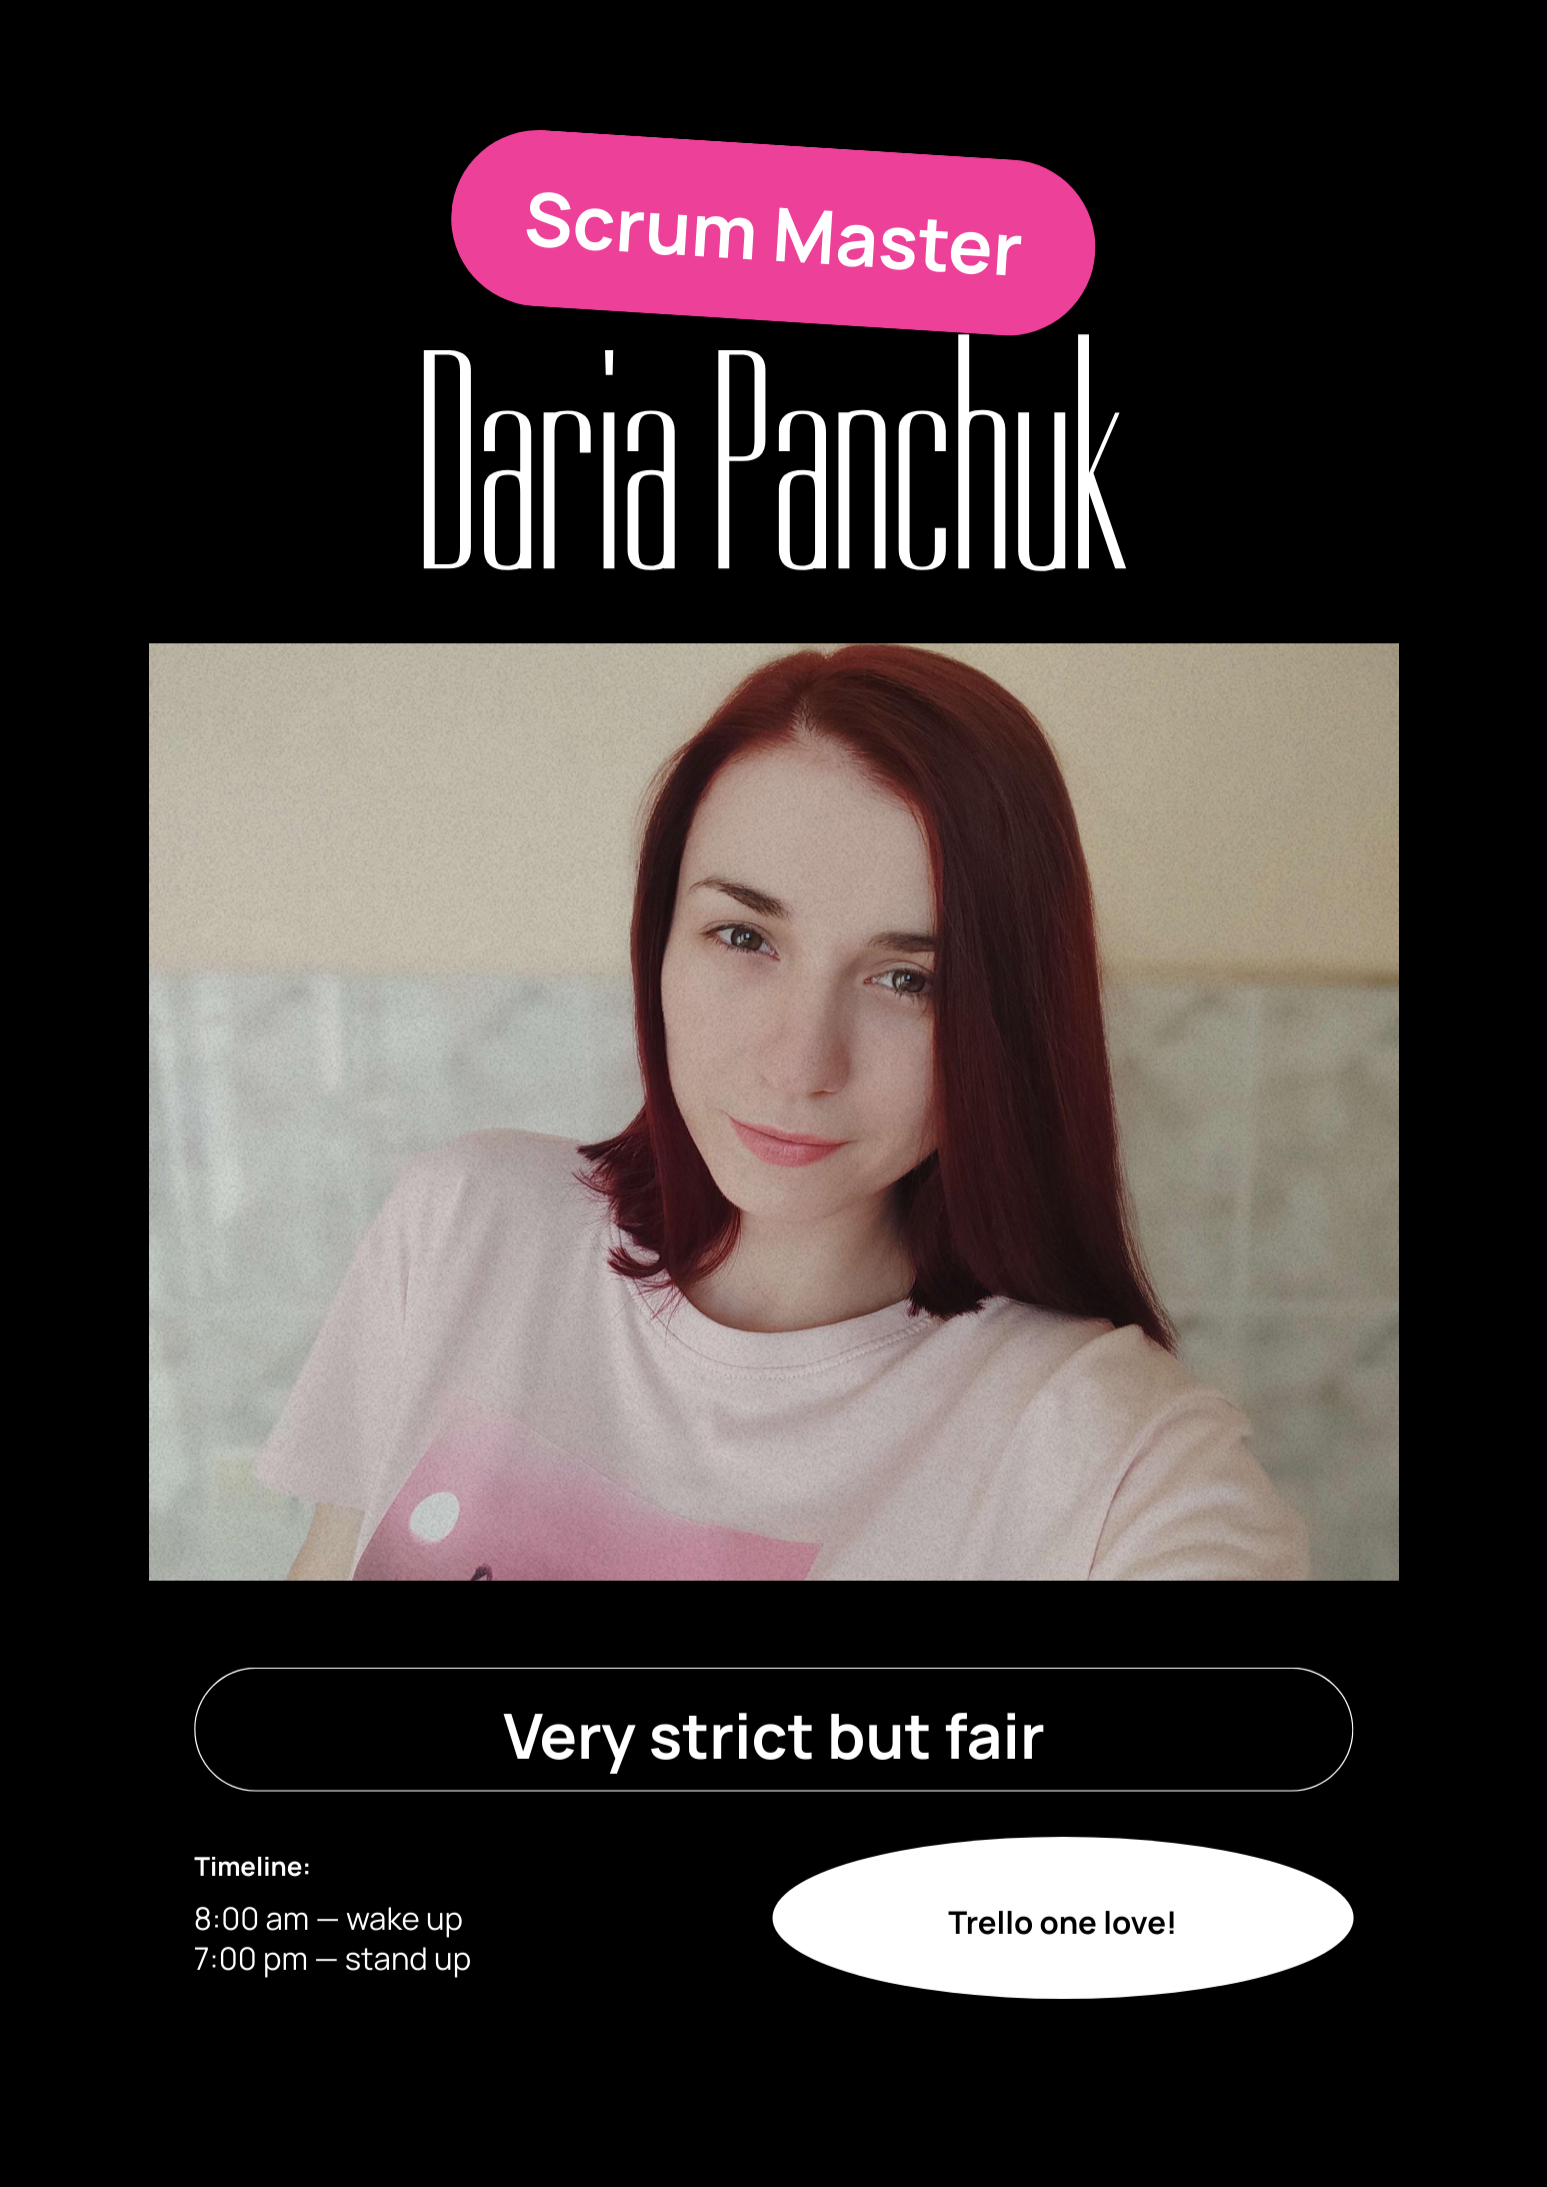 Scrum Master
Daria Panchuk
Very strict but fair
Timeline:
8:00 am — wake up
7:00 pm — stand up
Trello one love!